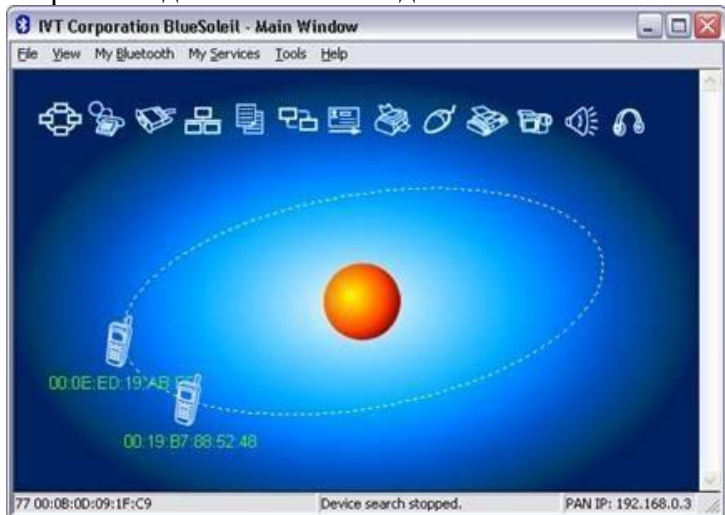 IVT Corporation BlueSoleil - Main Window
File View My Bluetooth My Services Tools Help
00:0E:ED:19:AB
00:19:B7:88:52:48
77 00:0B:0D:09:1F:C9 Device search stopped. PAN IP: 192.168.0.3